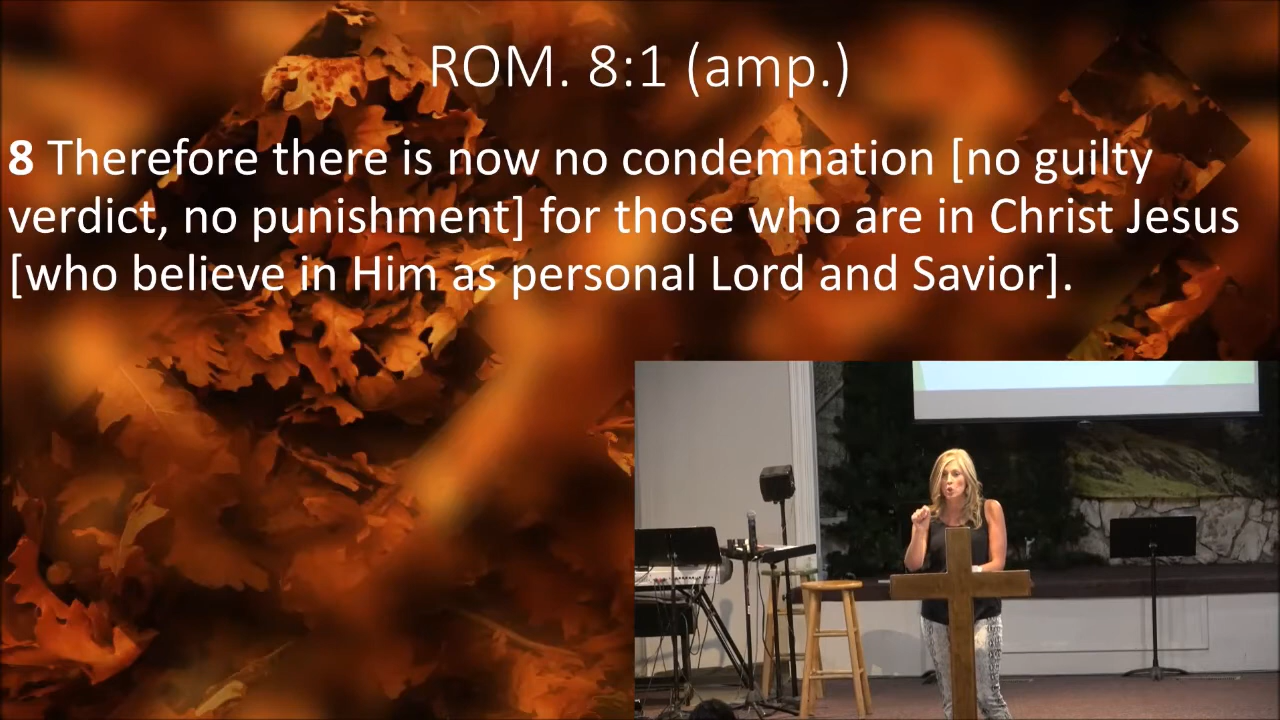 ROM. 8:1 (amp.)
8 Therefore there is now no condemnation [no guilty
verdict, no punishment] for those who are in Christ Jesus
[who believe in Him as personal Lord and Savior].